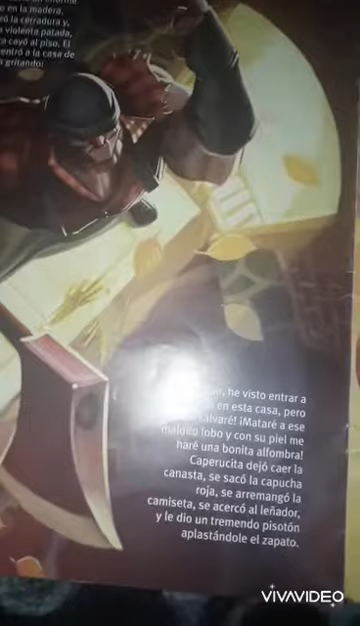 o en la madera,
eó la cerradura y,
a violenta patada,
a cayó al piso. El
entró a la casa de
gritando:
he visto entrar a
en esta casa, pero
¡Mataré a ese
maldito lobo y con su piel me
haré una bonita alfombra!
Caperucita dejó caer la
canasta, se sacó la capucha
roja, se arremangó la
camiseta, se acercó al leñador,
y le dio un tremendo pisotón
aplastándole el zapato.
VIVAVIDEO